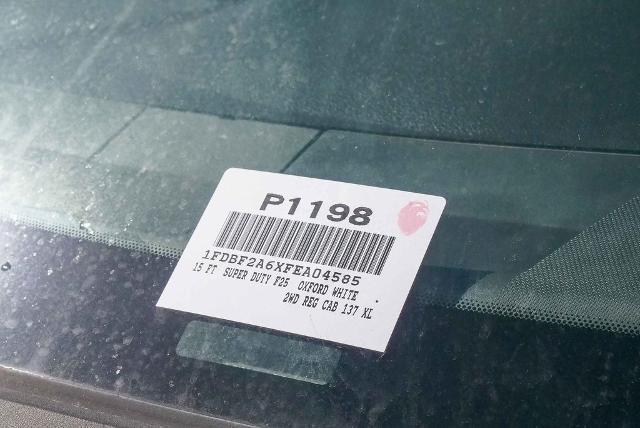 P1198
1FDBF2A6XFEA04585
15 FT SUPER DUTY F25 OXFORD WHITE
2WD REG CAB 137 XL